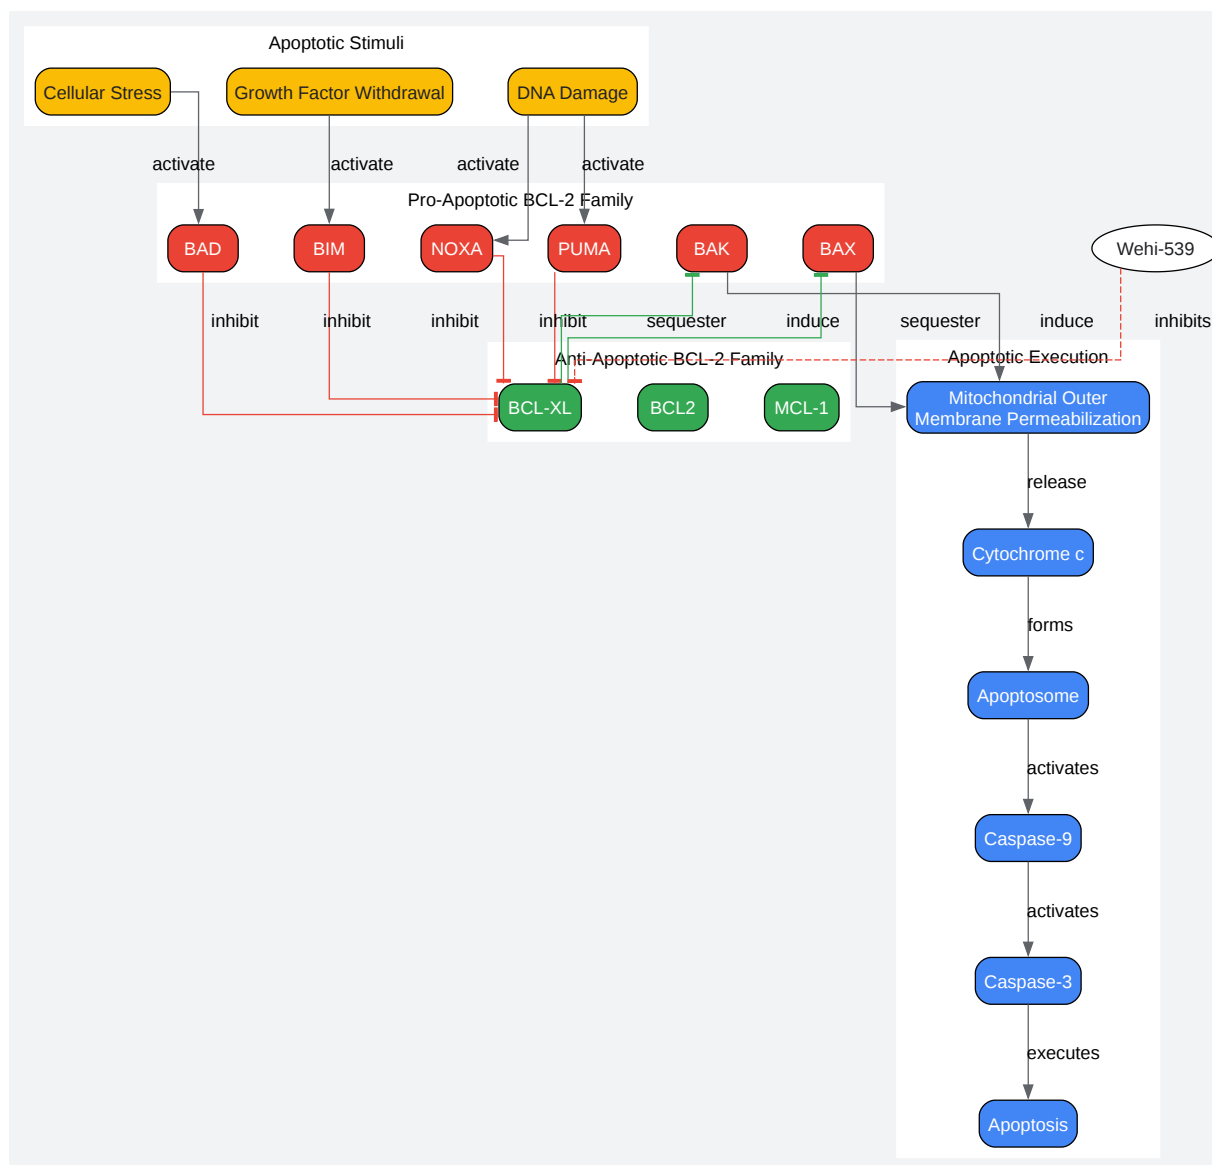 Apoptotic Stimuli
Cellular Stress
Growth Factor Withdrawal
DNA Damage
activate
activate
activate
activate
Pro-Apoptotic BCL-2 Family
BAD
BIM
NOXA
PUMA
BAK
BAX
Wehi-539
inhibit
inhibit
inhibit
inhibit
sequester
induce
sequester
induce
inhibits
Anti-Apoptotic BCL-2 Family
BCL-XL
BCL2
MCL-1
Apoptotic Execution
Mitochondrial Outer
Membrane Permeabilization
release
Cytochrome c
forms
Apoptosome
activates
Caspase-9
activates
Caspase-3
executes
Apoptosis